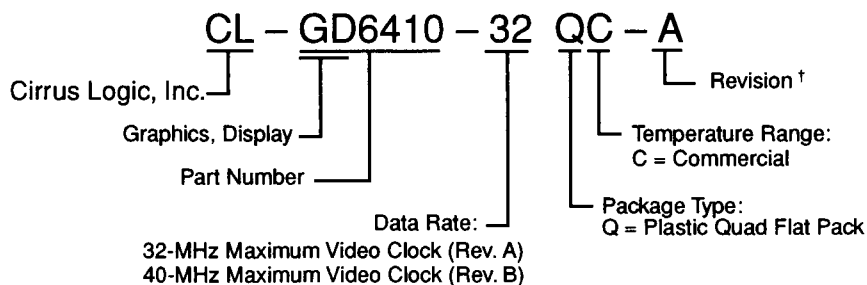 CL – GD6410 – 32 QC – A
Cirrus Logic, Inc.
Revision †
Graphics, Display
Temperature Range:
C = Commercial
Part Number
Package Type:
Q = Plastic Quad Flat Pack
Data Rate:
32-MHz Maximum Video Clock (Rev. A)
40-MHz Maximum Video Clock (Rev. B)